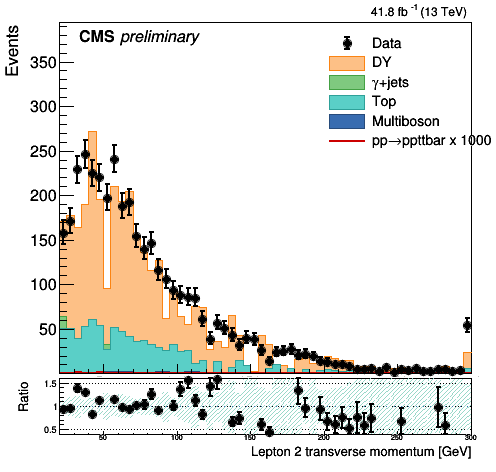 41.8 fb⁻¹ (13 TeV)
CMS preliminary
Events
Data
DY
γ+jets
Top
Multiboson
pp→ppttbar x 1000
350
300
250
200
150
100
50
Ratio
1.5
1
0.5
50
100
150
200
250
300
Lepton 2 transverse momentum [GeV]